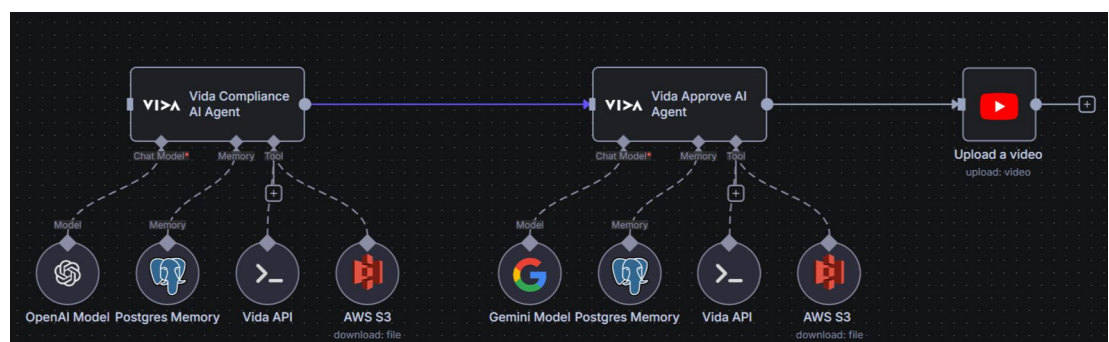 VIDA Vida Compliance
AI Agent
Chat Model*
Memory
Tool
+
Model
Memory
OpenAI Model
Postgres Memory
Vida API
AWS S3
download: file
VIDA Vida Approve AI
Agent
Chat Model*
Memory
Tool
+
Model
Memory
Gemini Model
Postgres Memory
Vida API
AWS S3
download: file
Upload a video
upload: video
+